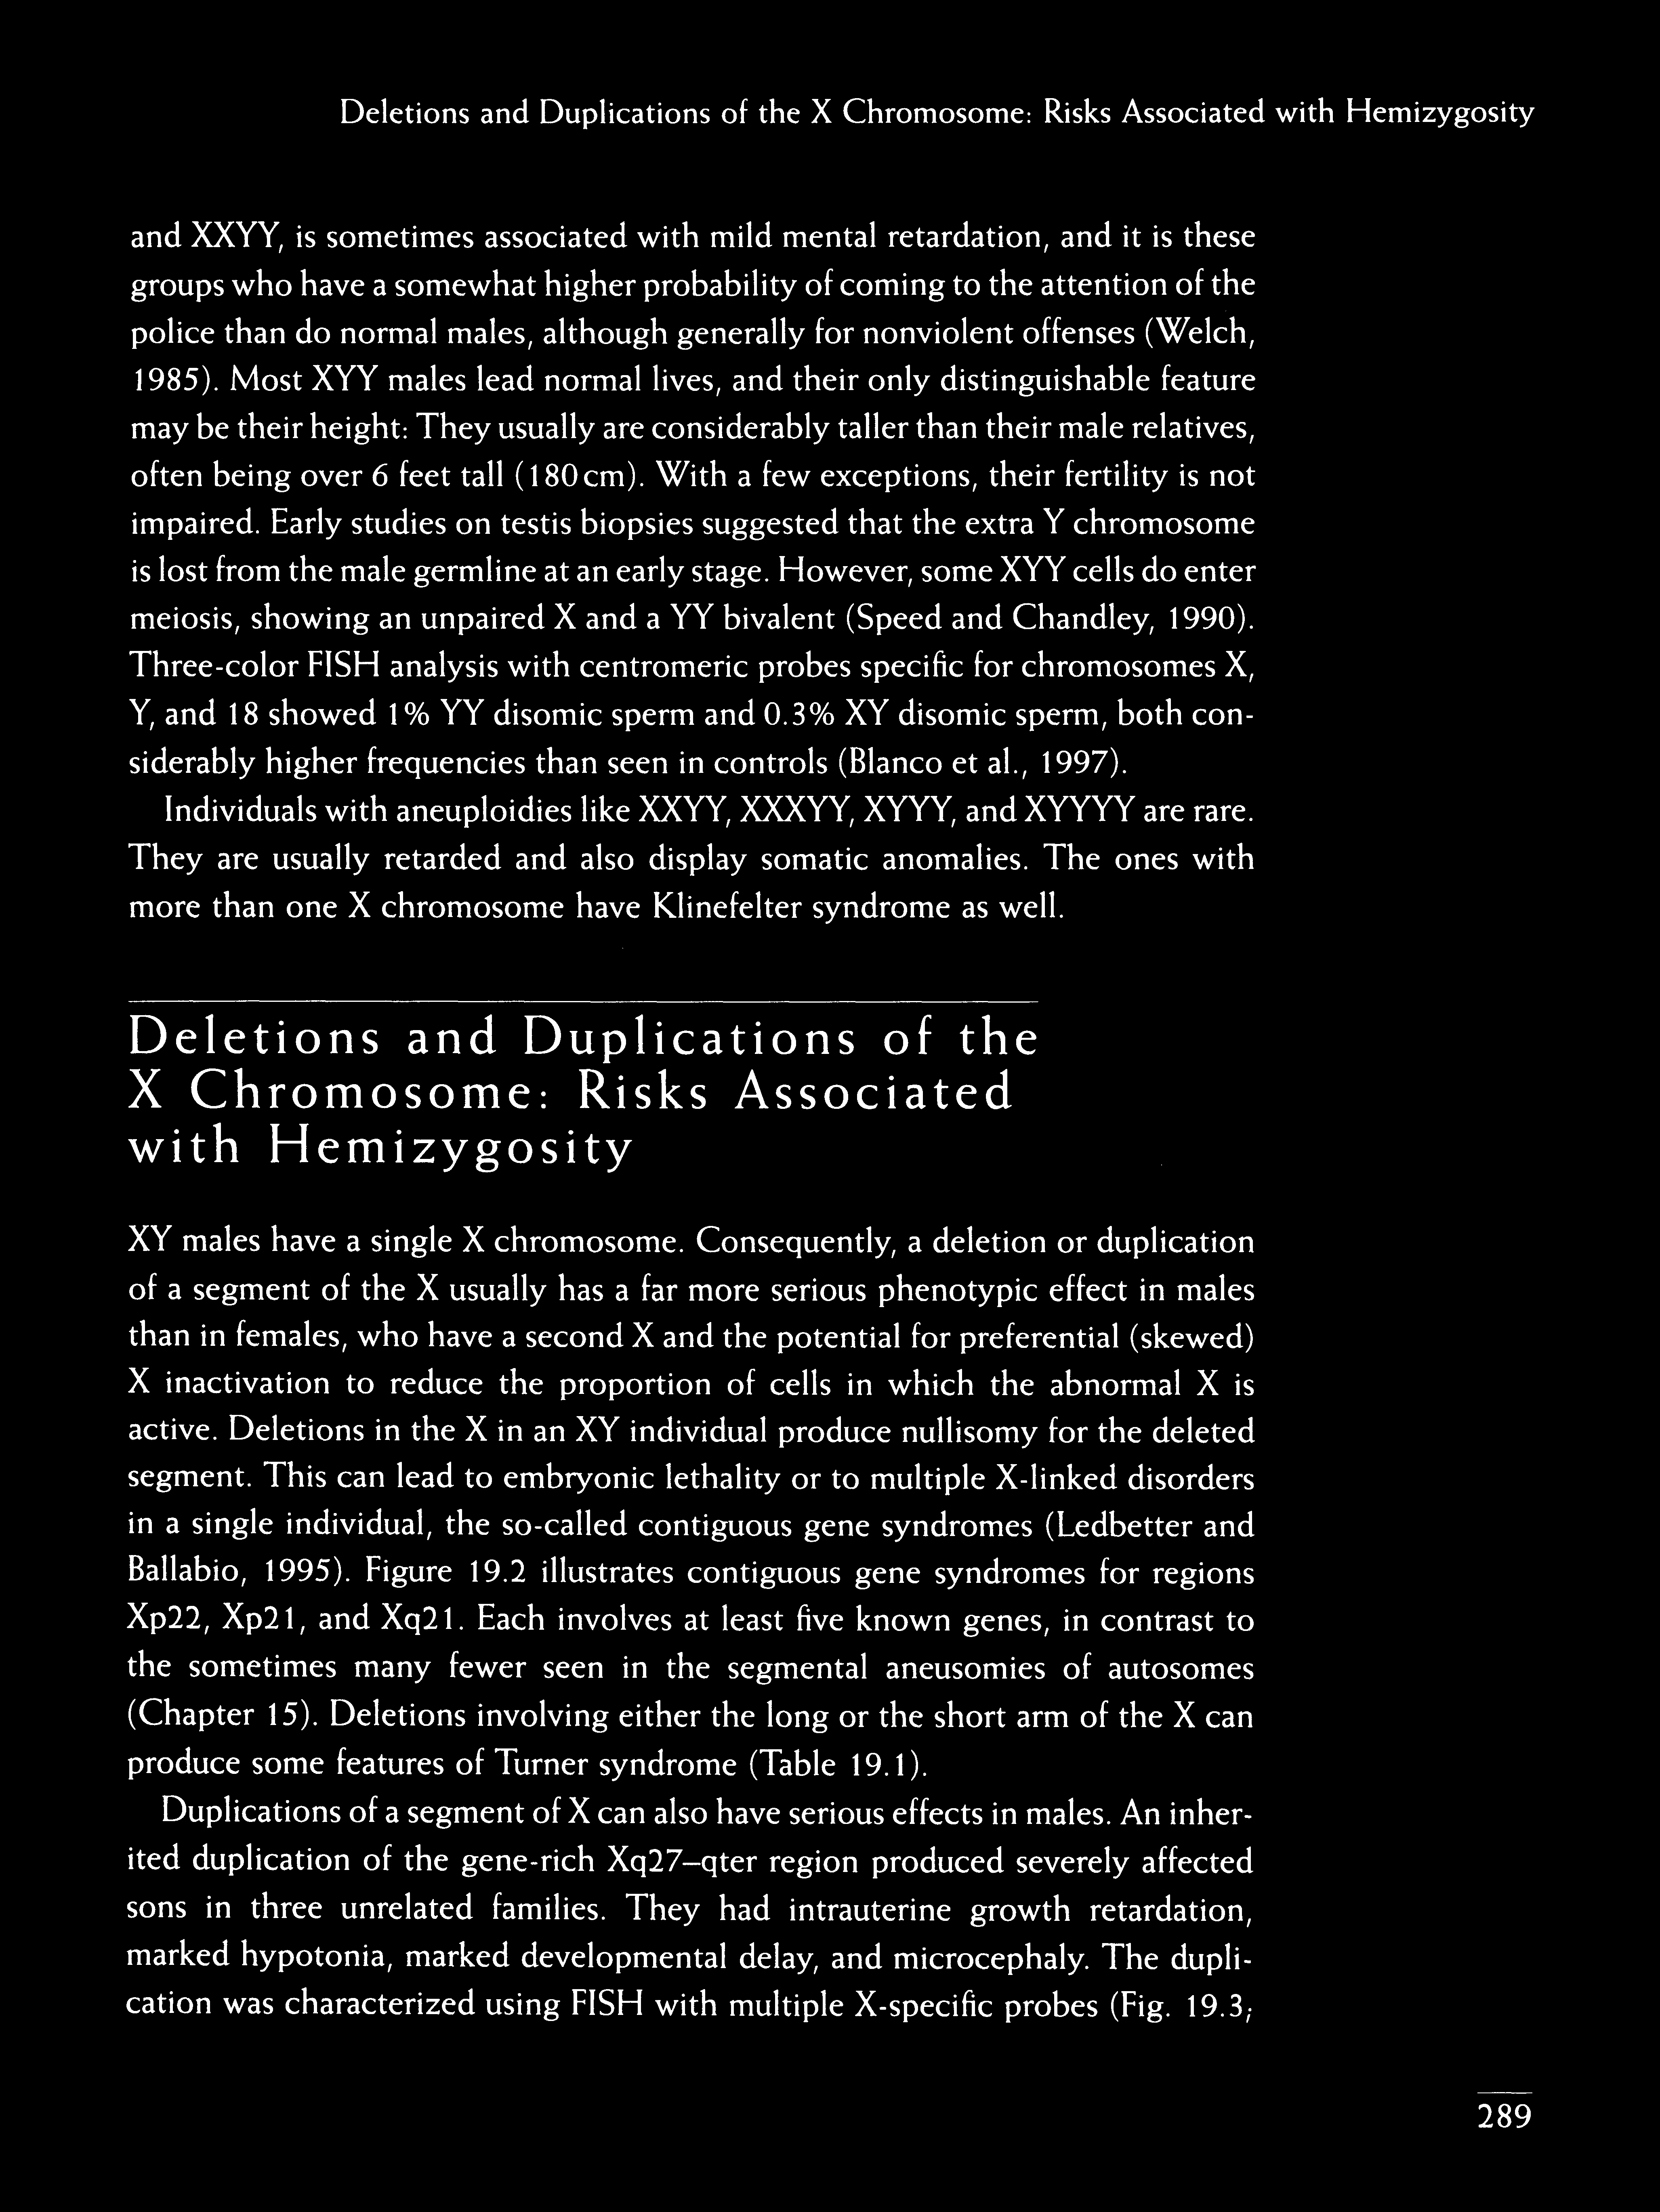 Deletions and Duplications of the X Chromosome: Risks Associated with Hemizygosity
and XXYY, is sometimes associated with mild mental retardation, and it is these
groups who have a somewhat higher probability of coming to the attention of the
police than do normal males, although generally for nonviolent offenses (Welch,
1985). Most XYY males lead normal lives, and their only distinguishable feature
may be their height: They usually are considerably taller than their male relatives,
often being over 6 feet tall (180cm). With a few exceptions, their fertility is not
impaired. Early studies on testis biopsies suggested that the extra Y chromosome
is lost from the male germline at an early stage. However, some XYY cells do enter
meiosis, showing an unpaired X and a YY bivalent (Speed and Chandley, 1990).
Three-color FISH analysis with centromeric probes specific for chromosomes X,
Y, and 18 showed 1% YY disomic sperm and 0.3% XY disomic sperm, both con-
siderably higher frequencies than seen in controls (Blanco et al., 1997).
Individuals with aneuploidies like XXYY, XXXYY, XYYY, and XYYYY are rare.
They are usually retarded and also display somatic anomalies. The ones with
more than one X chromosome have Klinefelter syndrome as well.
Deletions and Duplications of the
X Chromosome: Risks Associated
with Hemizygosity
XY males have a single X chromosome. Consequently, a deletion or duplication
of a segment of the X usually has a far more serious phenotypic effect in males
than in females, who have a second X and the potential for preferential (skewed)
X inactivation to reduce the proportion of cells in which the abnormal X is
active. Deletions in the X in an XY individual produce nullisomy for the deleted
segment. This can lead to embryonic lethality or to multiple X-linked disorders
in a single individual, the so-called contiguous gene syndromes (Ledbetter and
Ballabio, 1995). Figure 19.2 illustrates contiguous gene syndromes for regions
Xp22, Xp21, and Xq21. Each involves at least five known genes, in contrast to
the sometimes many fewer seen in the segmental aneusomies of autosomes
(Chapter 15). Deletions involving either the long or the short arm of the X can
produce some features of Turner syndrome (Table 19.1).
Duplications of a segment of X can also have serious effects in males. An inher-
ited duplication of the gene-rich Xq27–qter region produced severely affected
sons in three unrelated families. They had intrauterine growth retardation,
marked hypotonia, marked developmental delay, and microcephaly. The dupli-
cation was characterized using FISH with multiple X-specific probes (Fig. 19.3;
289